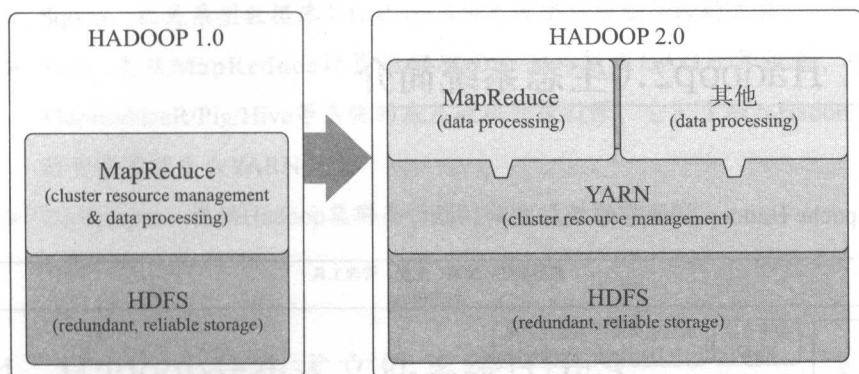 HADOOP 1.0
MapReduce
(cluster resource management
& data processing)
HDFS
(redundant, reliable storage)
HADOOP 2.0
MapReduce
(data processing)
其他
(data processing)
YARN
(cluster resource management)
HDFS
(redundant, reliable storage)